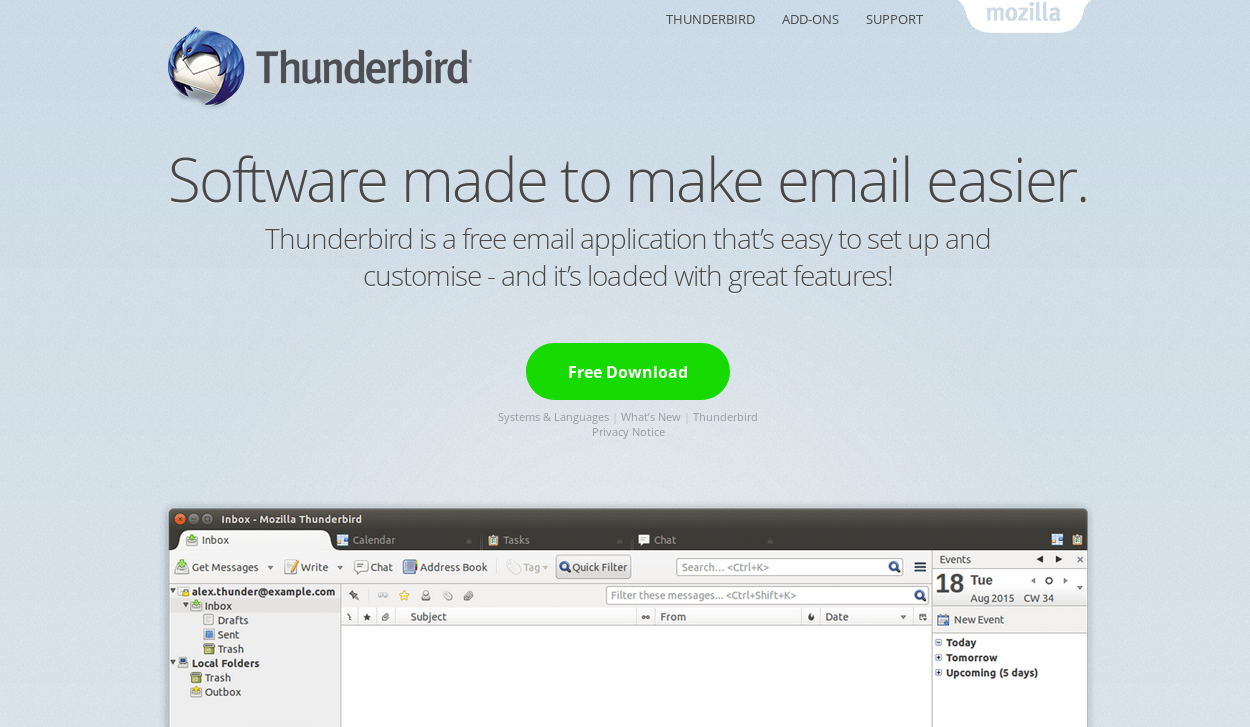 THUNDERBIRD ADD-ONS SUPPORT
mozilla
Thunderbird
Software made to make email easier.
Thunderbird is a free email application that’s easy to set up and
customise - and it’s loaded with great features!
Free Download
Systems & Languages | What’s New | Thunderbird
Privacy Notice
Inbox - Mozilla Thunderbird
Inbox Calendar Tasks Chat
Get Messages Write Chat Address Book Tag Quick Filter Search... <Ctrl+K>
Events
18 Tue
Aug 2015 CW 34
New Event
Today
Tomorrow
Upcoming (5 days)
alex.thunder@example.com
Inbox
Drafts
Sent
Trash
Local Folders
Trash
Outbox
Filter these messages... <Ctrl+Shift+K>
Subject From Date